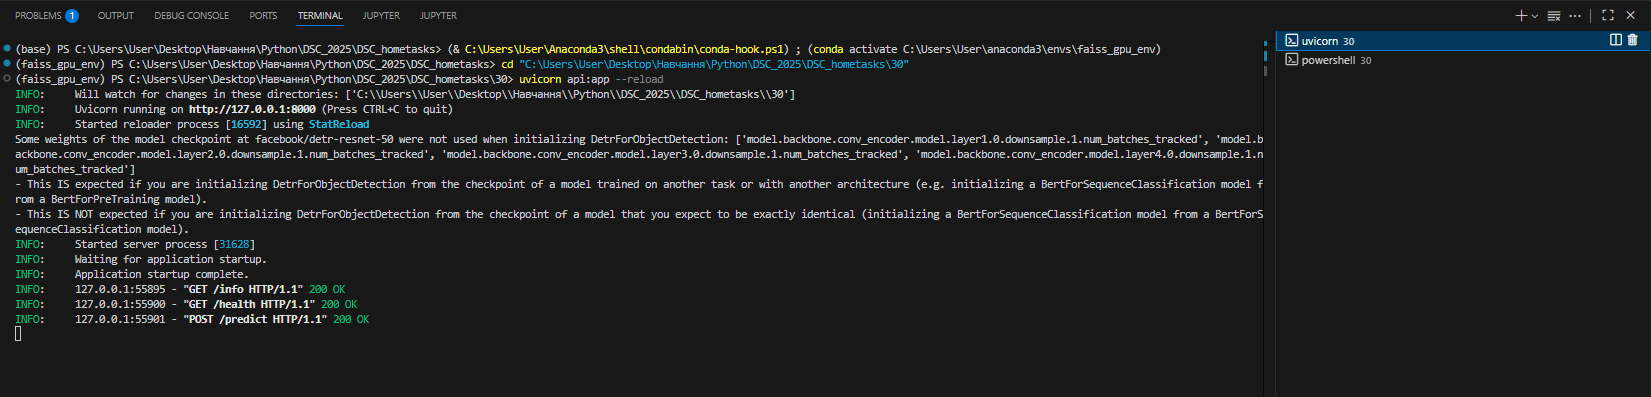 PROBLEMS 1 OUTPUT DEBUG CONSOLE PORTS TERMINAL JUPYTER JUPYTER
(base) PS C:\Users\User\Desktop\Навчання\Python\DSC_2025\DSC_hometasks> (& C:\Users\User\Anaconda3\shell\condabin\conda-hook.ps1) ; (conda activate C:\Users\User\anaconda3\envs\faiss_gpu_env)
(faiss_gpu_env) PS C:\Users\User\Desktop\Навчання\Python\DSC_2025\DSC_hometasks> cd "C:\Users\User\Desktop\Навчання\Python\DSC_2025\DSC_hometasks\30"
(faiss_gpu_env) PS C:\Users\User\Desktop\Навчання\Python\DSC_2025\DSC_hometasks\30> uvicorn api:app --reload
INFO: Will watch for changes in these directories: ['C:\\Users\\User\\Desktop\\Навчання\\Python\\DSC_2025\\DSC_hometasks\\30']
INFO: Uvicorn running on http://127.0.0.1:8000 (Press CTRL+C to quit)
INFO: Started reloader process [16592] using StatReload
Some weights of the model checkpoint at facebook/detr-resnet-50 were not used when initializing DetrForObjectDetection: ['model.backbone.conv_encoder.model.layer1.0.downsample.1.num_batches_tracked', 'model.b
ackbone.conv_encoder.model.layer2.0.downsample.1.num_batches_tracked', 'model.backbone.conv_encoder.model.layer3.0.downsample.1.num_batches_tracked', 'model.backbone.conv_encoder.model.layer4.0.downsample.1.n
um_batches_tracked']
- This IS expected if you are initializing DetrForObjectDetection from the checkpoint of a model trained on another task or with another architecture (e.g. initializing a BertForSequenceClassification model f
rom a BertForPreTraining model).
- This IS NOT expected if you are initializing DetrForObjectDetection from the checkpoint of a model that you expect to be exactly identical (initializing a BertForSequenceClassification model from a BertForS
equenceClassification model).
INFO: Started server process [31628]
INFO: Waiting for application startup.
INFO: Application startup complete.
INFO: 127.0.0.1:55895 - "GET /info HTTP/1.1" 200 OK
INFO: 127.0.0.1:55900 - "GET /health HTTP/1.1" 200 OK
INFO: 127.0.0.1:55901 - "POST /predict HTTP/1.1" 200 OK
uvicorn 30
powershell 30